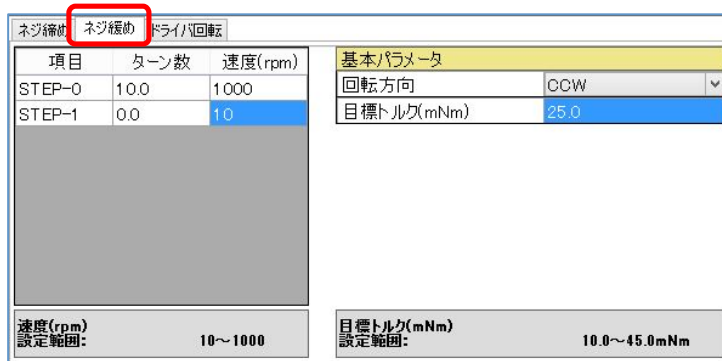 ネジ締め ネジ緩め ドライバ回転
項目 ターン数 速度(rpm)
STEP-0 10.0 1000
STEP-1 0.0 10
基本パラメータ
回転方向 CCW
目標トルク(mNm) 25.0
速度(rpm)
設定範囲: 10～1000
目標トルク(mNm)
設定範囲: 10.0～45.0mNm